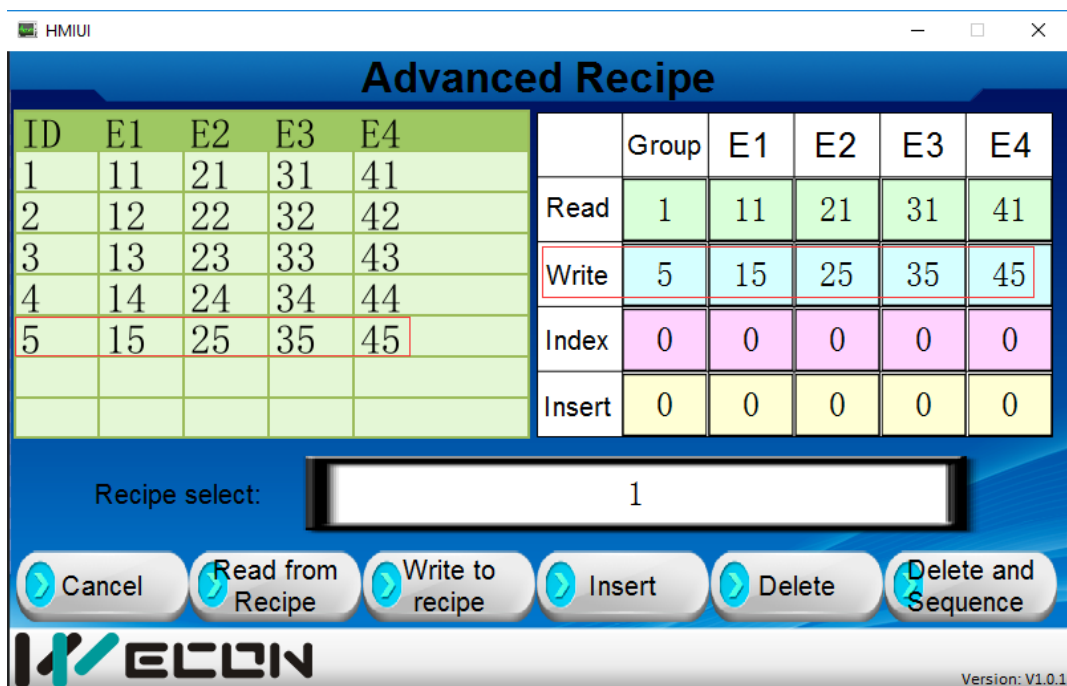 HMIUI
Advanced Recipe
ID E1 E2 E3 E4
1 11 21 31 41
2 12 22 32 42
3 13 23 33 43
4 14 24 34 44
5 15 25 35 45
Group E1 E2 E3 E4
Read 1 11 21 31 41
Write 5 15 25 35 45
Index 0 0 0 0 0
Insert 0 0 0 0 0
Recipe select: 1
Cancel
Read from
Recipe
Write to
recipe
Insert
Delete
Delete and
Sequence
WECON
Version: V1.0.1